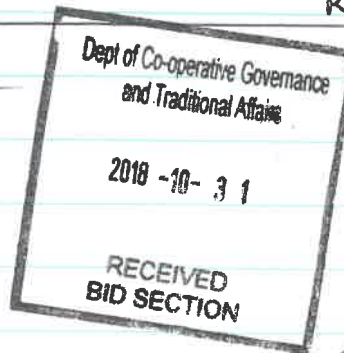 R
Dept of Co-operative Governance
and Traditional Affairs
2018 -10- 31
RECEIVED
BID SECTION